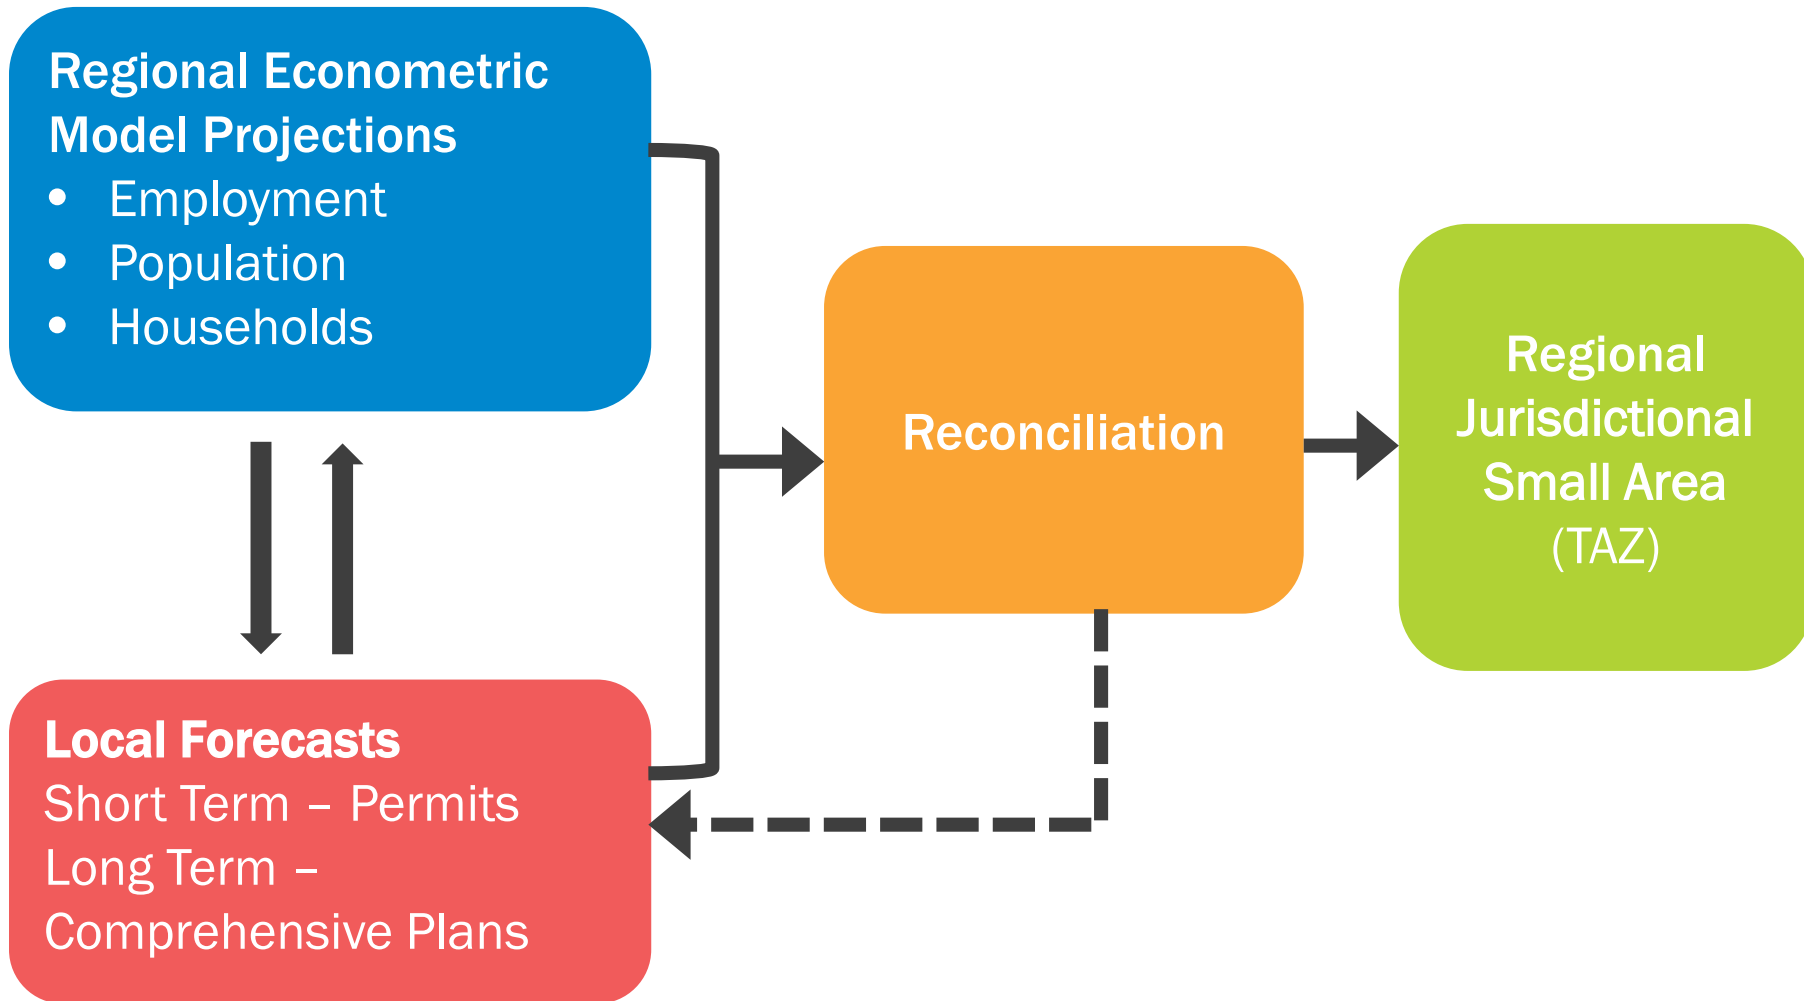 Regional Econometric
Model Projections
• Employment
• Population
• Households
Local Forecasts
Short Term – Permits
Long Term –
Comprehensive Plans
Reconciliation
Regional
Jurisdictional
Small Area
(TAZ)